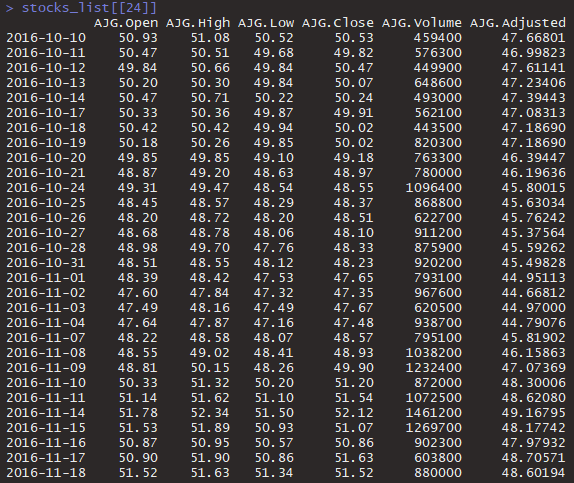 > stocks_list[[24]]
AJG.Open AJG.High AJG.Low AJG.Close AJG.Volume AJG.Adjusted
2016-10-10 50.93 51.08 50.52 50.53 459400 47.66801
2016-10-11 50.47 50.51 49.68 49.82 576300 46.99823
2016-10-12 49.84 50.66 49.84 50.47 449900 47.61141
2016-10-13 50.20 50.30 49.84 50.07 648600 47.23406
2016-10-14 50.47 50.71 50.22 50.24 493000 47.39443
2016-10-17 50.33 50.36 49.87 49.91 562100 47.08313
2016-10-18 50.42 50.42 49.94 50.02 443500 47.18690
2016-10-19 50.18 50.26 49.85 50.02 820300 47.18690
2016-10-20 49.85 49.85 49.10 49.18 763300 46.39447
2016-10-21 48.87 49.20 48.63 48.97 780000 46.19636
2016-10-24 49.31 49.47 48.54 48.55 1096400 45.80015
2016-10-25 48.45 48.57 48.29 48.37 868800 45.63034
2016-10-26 48.20 48.72 48.20 48.51 622700 45.76242
2016-10-27 48.68 48.78 48.06 48.10 911200 45.37564
2016-10-28 48.98 49.70 47.76 48.33 875900 45.59262
2016-10-31 48.51 48.55 48.12 48.23 920200 45.49828
2016-11-01 48.39 48.42 47.53 47.65 793100 44.95113
2016-11-02 47.60 47.84 47.32 47.35 967600 44.66812
2016-11-03 47.49 48.16 47.49 47.67 620500 44.97000
2016-11-04 47.64 47.87 47.16 47.48 938700 44.79076
2016-11-07 48.22 48.58 48.07 48.57 795100 45.81902
2016-11-08 48.55 49.02 48.41 48.93 1038200 46.15863
2016-11-09 48.81 50.15 48.26 49.90 1232400 47.07369
2016-11-10 50.33 51.32 50.20 51.20 872000 48.30006
2016-11-11 51.14 51.62 51.10 51.54 1072500 48.62080
2016-11-14 51.78 52.34 51.50 52.12 1461200 49.16795
2016-11-15 51.53 51.89 50.93 51.07 1269700 48.17742
2016-11-16 50.87 50.95 50.57 50.86 902300 47.97932
2016-11-17 50.90 51.90 50.86 51.63 603800 48.70571
2016-11-18 51.52 51.63 51.34 51.52 880000 48.60194